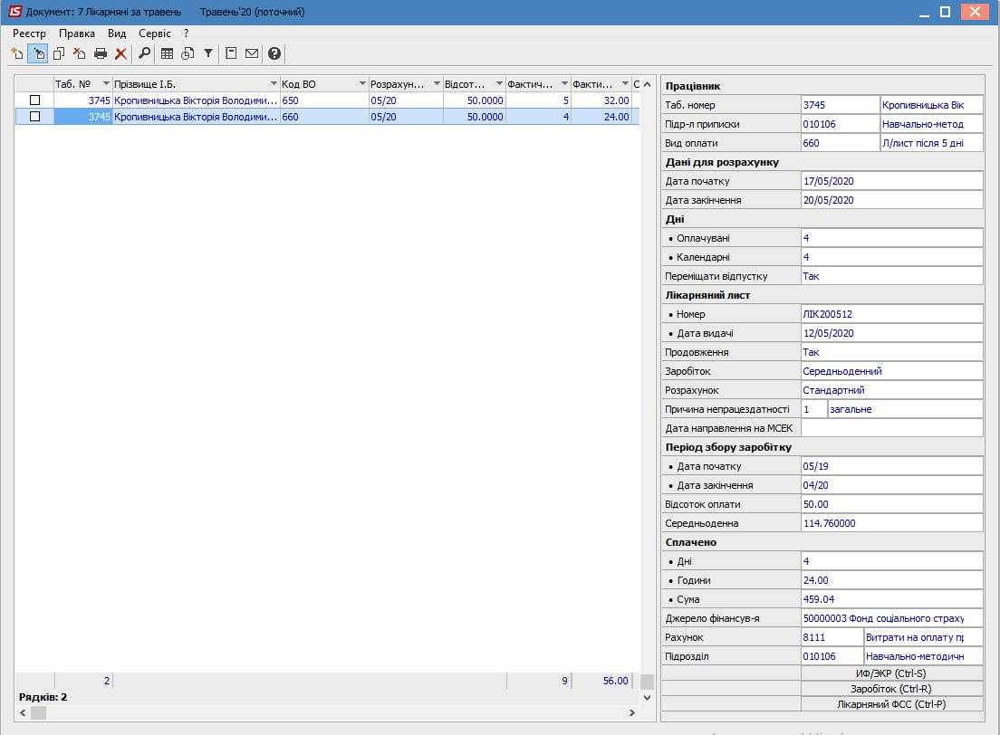 IS Документ: 7 Лікарняні за травень Травень'20 (поточний)
Реєстр Правка Вид Сервіс ?
Таб. № Прізвище І.Б. Код ВО Розрахун... Відсот... Фактич... Факти... С
3745 Кропивницька Вікторія Володими... 650 05/20 50.0000 5 32.00
3745 Кропивницька Вікторія Володими... 660 05/20 50.0000 4 24.00
2 9 56.00
Рядків: 2
Працівник
Таб. номер 3745 Кропивницька Вік
Підр-л приписки 010106 Навчально-метод
Вид оплати 660 Л/лист після 5 дні
Дані для розрахунку
Дата початку 17/05/2020
Дата закінчення 20/05/2020
Дні
• Оплачувані 4
• Календарні 4
Переміщати відпустку Так
Лікарняний лист
• Номер ЛІК200512
• Дата видачі 12/05/2020
Продовження Так
Заробіток Середньоденний
Розрахунок Стандартний
Причина непрацездатності 1 загальне
Дата направлення на МСЕК
Період збору заробітку
• Дата початку 05/19
• Дата закінчення 04/20
Відсоток оплати 50.00
Середньоденна 114.760000
Сплачено
• Дні 4
• Години 24.00
• Сума 459.04
Джерело фінансув-я 50000003 Фонд соціального страху
Рахунок 8111 Витрати на оплату пр
Підрозділ 010106 Навчально-методичн
ИФ/ЭКР (Ctrl-S)
Заробіток (Ctrl-R)
Лікарняний ФСС (Ctrl-P)